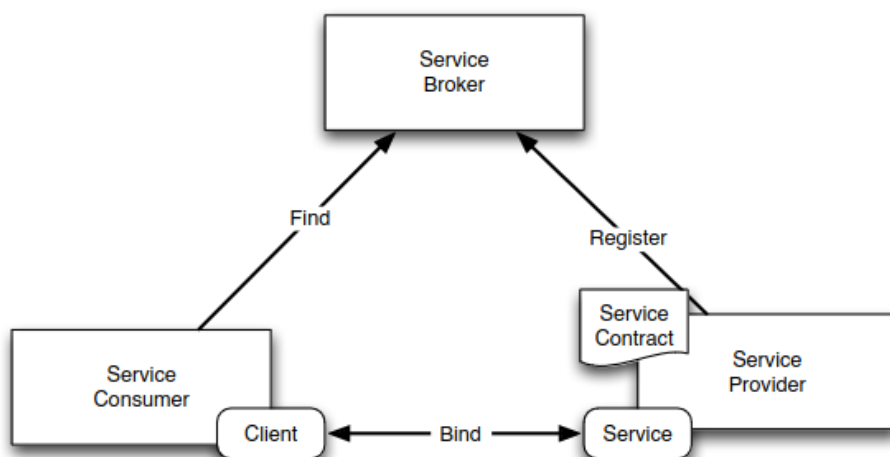 Service
Broker
Find
Register
Service
Contract
Service
Consumer
Service
Provider
Client
Bind
Service